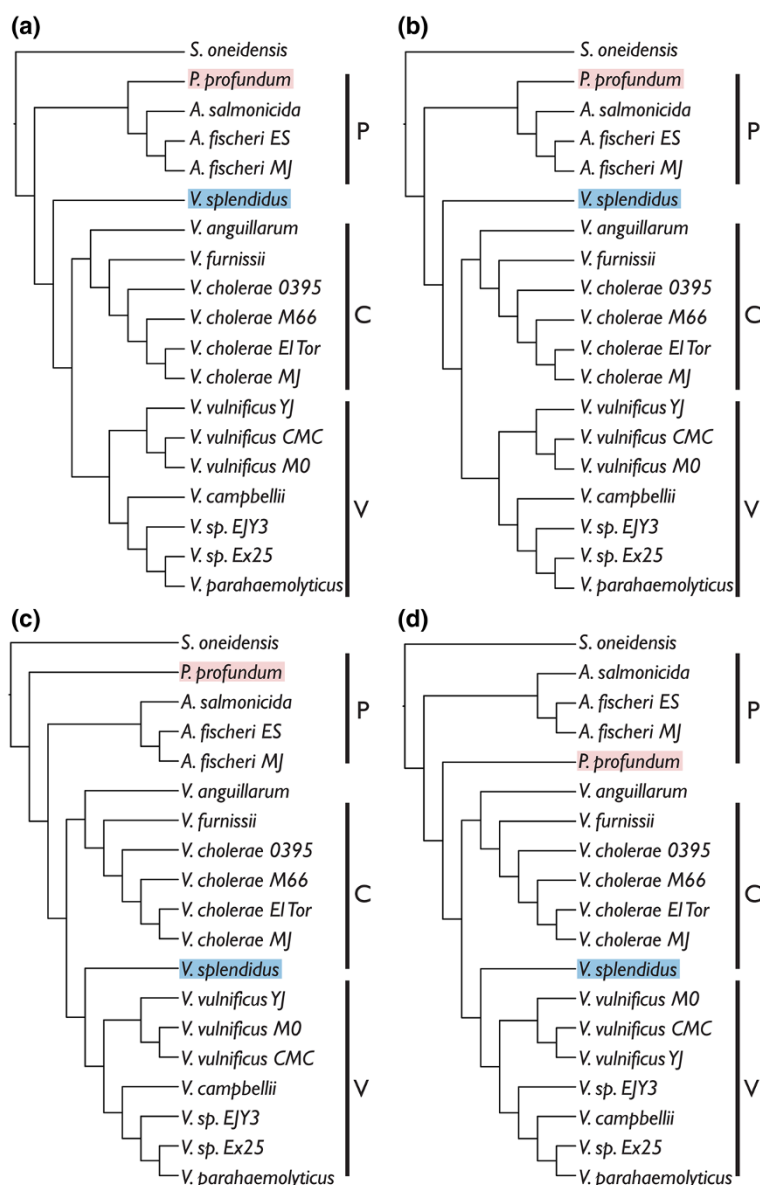 (a)
S. oneidensis
P. profundum
A. salmonicida
A. fischeri ES
A. fischeri MJ
P
V. splendidus
V. anguillarum
V. furnissii
V. cholerae 0395
V. cholerae M66
V. cholerae El Tor
V. cholerae MJ
C
V. vulnificus YJ
V. vulnificus CMC
V. vulnificus M0
V. campbellii
V. sp. EJY3
V. sp. Ex25
V. parahaemolyticus
V
(b)
S. oneidensis
P. profundum
A. salmonicida
A. fischeri ES
A. fischeri MJ
P
V. splendidus
V. anguillarum
V. furnissii
V. cholerae 0395
V. cholerae M66
V. cholerae El Tor
V. cholerae MJ
C
V. vulnificus YJ
V. vulnificus CMC
V. vulnificus M0
V. campbellii
V. sp. EJY3
V. sp. Ex25
V. parahaemolyticus
V
(c)
S. oneidensis
P. profundum
A. salmonicida
A. fischeri ES
A. fischeri MJ
P
V. anguillarum
V. furnissii
V. cholerae 0395
V. cholerae M66
V. cholerae El Tor
V. cholerae MJ
C
V. splendidus
V. vulnificus YJ
V. vulnificus M0
V. vulnificus CMC
V. campbellii
V. sp. EJY3
V. sp. Ex25
V. parahaemolyticus
V
(d)
S. oneidensis
A. salmonicida
A. fischeri ES
A. fischeri MJ
P
P. profundum
V. anguillarum
V. furnissii
V. cholerae 0395
V. cholerae M66
V. cholerae El Tor
V. cholerae MJ
C
V. splendidus
V. vulnificus M0
V. vulnificus CMC
V. vulnificus YJ
V. sp. EJY3
V. campbellii
V. sp. Ex25
V. parahaemolyticus
V